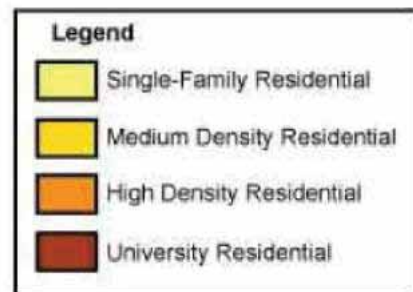 Legend
Single-Family Residential
Medium Density Residential
High Density Residential
University Residential